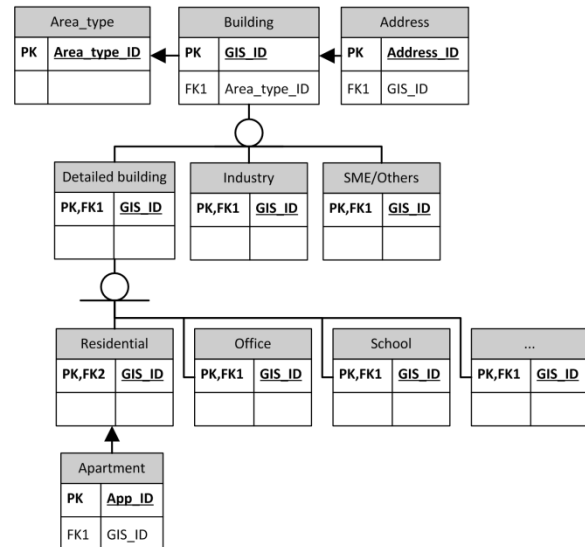 Area_type
PK Area_type_ID
Building
PK GIS_ID
FK1 Area_type_ID
Address
PK Address_ID
FK1 GIS_ID
Detailed building
PK,FK1 GIS_ID
Industry
PK,FK1 GIS_ID
SME/Others
PK,FK1 GIS_ID
Residential
PK,FK2 GIS_ID
Office
PK,FK1 GIS_ID
School
PK,FK1 GIS_ID
...
PK,FK1 GIS_ID
Apartment
PK App_ID
FK1 GIS_ID